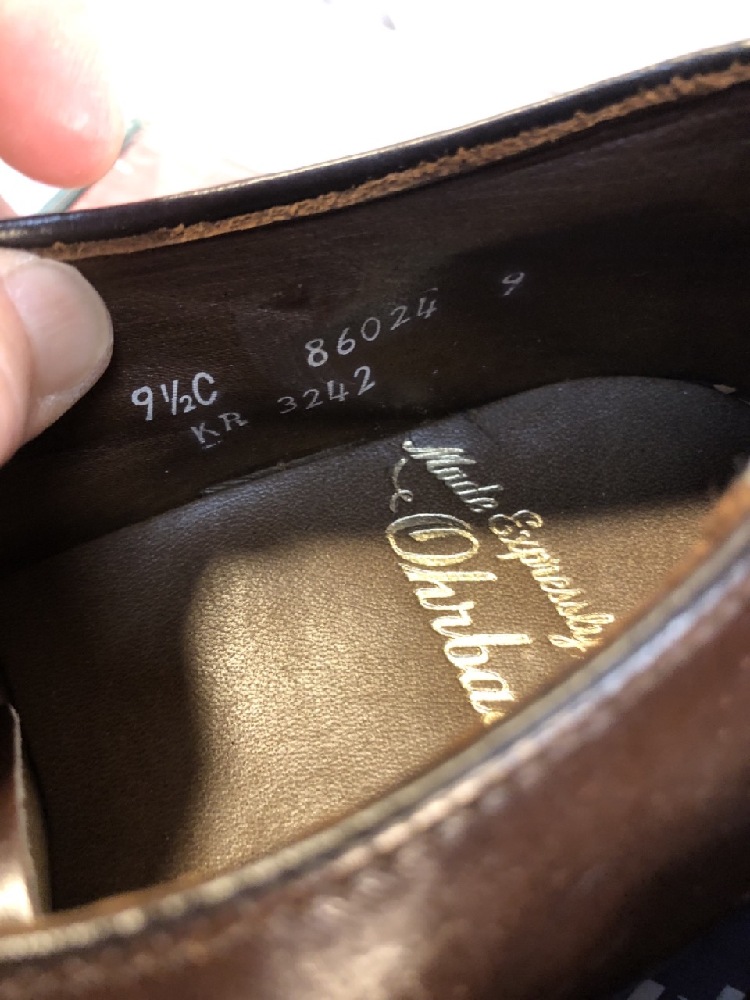 9½C 86024 9
KR 3242
Made Expressly
Ohrba